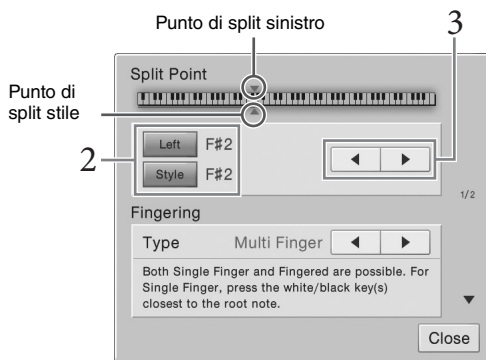 Punto di split sinistro
3
Split Point
Punto di
split stile
2
Left F#2
Style F#2
1/2
Fingering
Type Multi Finger
Both Single Finger and Fingered are possible. For
Single Finger, press the white/black key(s)
closest to the root note.
Close